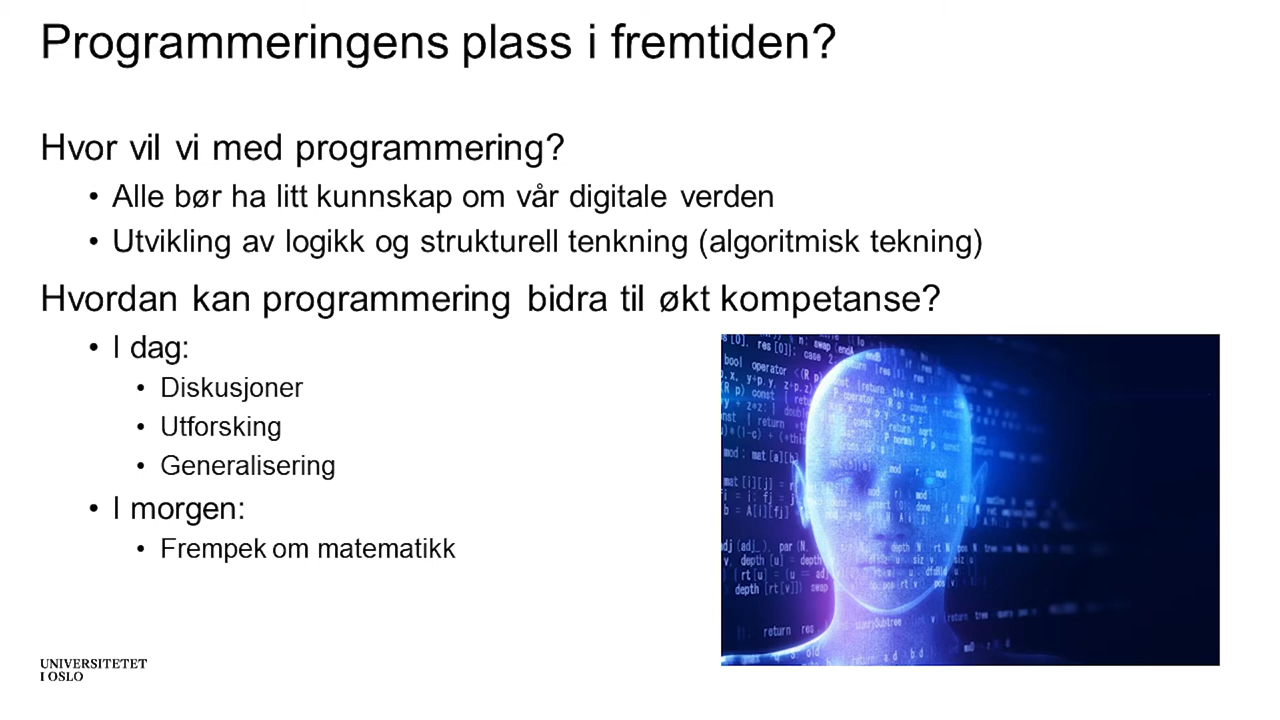 Programmeringens plass i fremtiden?
Hvor vil vi med programmering?
• Alle bør ha litt kunnskap om vår digitale verden
• Utvikling av logikk og strukturell tenkning (algoritmisk tekning)
Hvordan kan programmering bidra til økt kompetanse?
• I dag:
• Diskusjoner
• Utforsking
• Generalisering
• I morgen:
• Frempek om matematikk
UNIVERSITETET
I OSLO